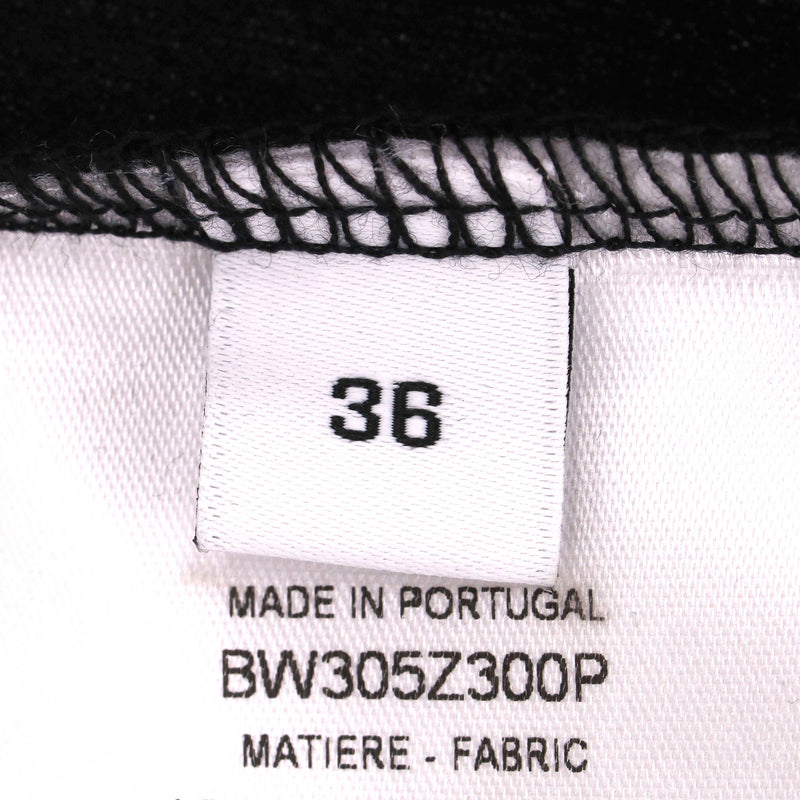 36
MADE IN PORTUGAL
BW305Z300P
MATIERE - FABRIC